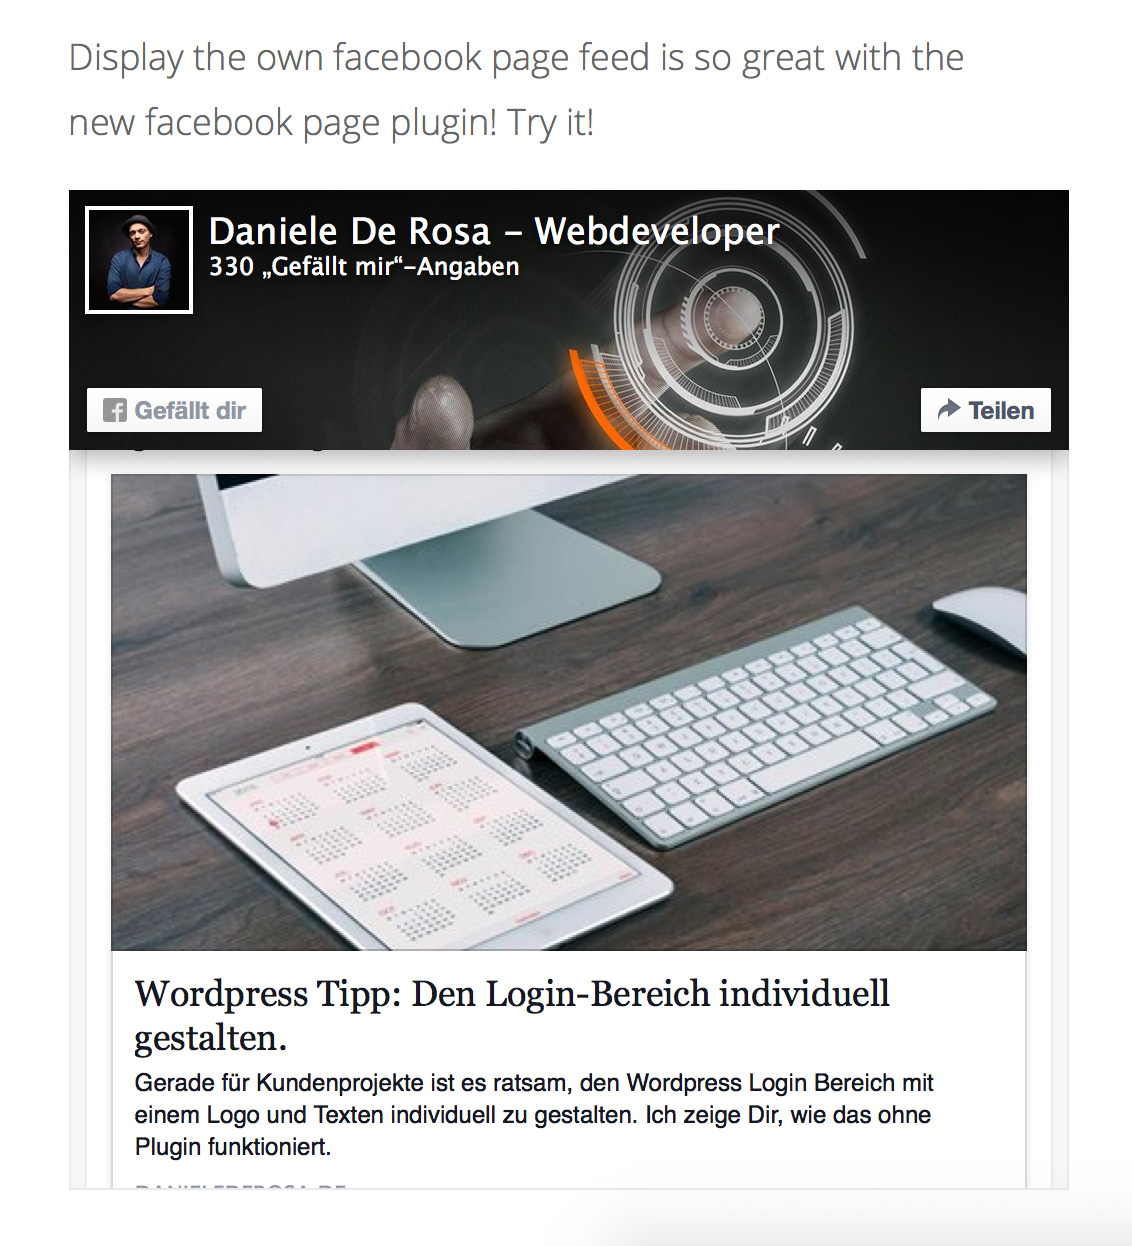 Display the own facebook page feed is so great with the
new facebook page plugin! Try it!
Daniele De Rosa – Webdeveloper
330 „Gefällt mir“–Angaben
Gefällt dir
Teilen
Wordpress Tipp: Den Login-Bereich individuell
gestalten.
Gerade für Kundenprojekte ist es ratsam, den Wordpress Login Bereich mit
einem Logo und Texten individuell zu gestalten. Ich zeige Dir, wie das ohne
Plugin funktioniert.
DANIELEDEROSA.DE